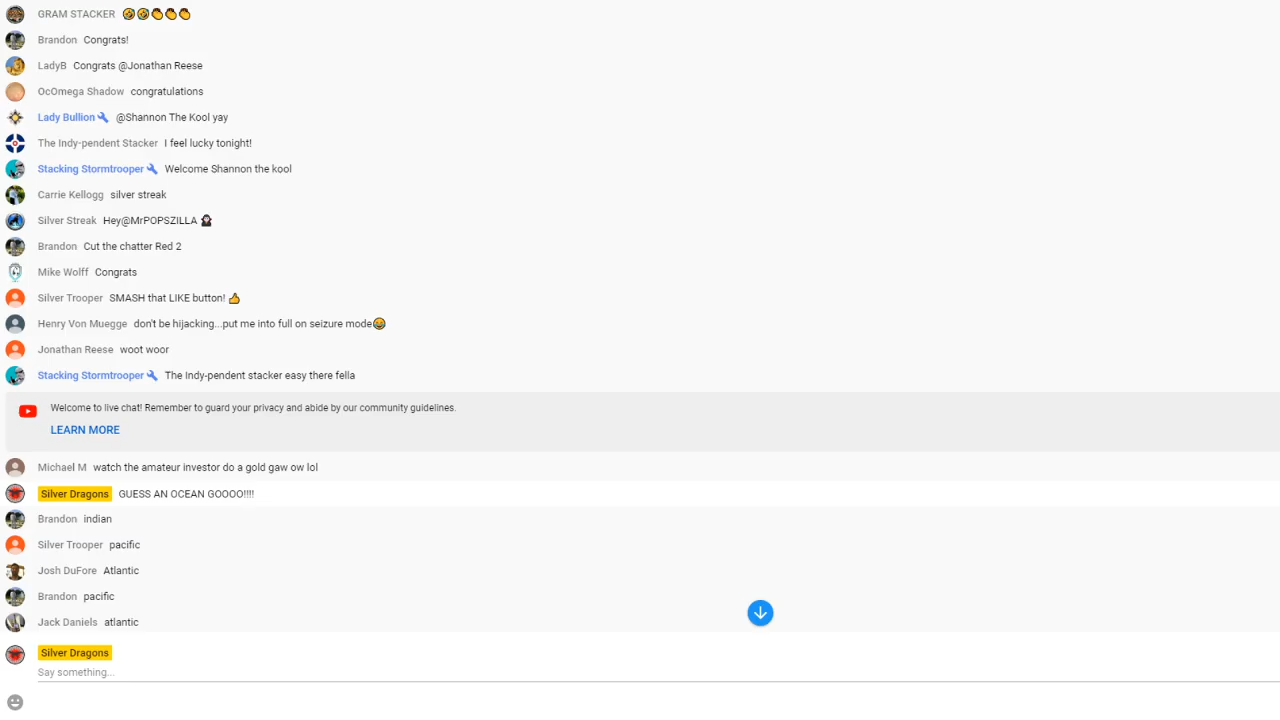 GRAM STACKER 🤣🤣👏👏👏
Brandon Congrats!
LadyB Congrats @Jonathan Reese
OcOmega Shadow congratulations
Lady Bullion @Shannon The Kool yay
The Indy-pendent Stacker I feel lucky tonight!
Stacking Stormtrooper Welcome Shannon the kool
Carrie Kellogg silver streak
Silver Streak Hey@MrPOPSZILLA
Brandon Cut the chatter Red 2
Mike Wolff Congrats
Silver Trooper SMASH that LIKE button! 👍
Henry Von Muegge don't be hijacking...put me into full on seizure mode😂
Jonathan Reese woot woor
Stacking Stormtrooper The Indy-pendent stacker easy there fella
Welcome to live chat! Remember to guard your privacy and abide by our community guidelines.
LEARN MORE
Michael M watch the amateur investor do a gold gaw ow lol
Silver Dragons GUESS AN OCEAN GOOOO!!!!
Brandon indian
Silver Trooper pacific
Josh DuFore Atlantic
Brandon pacific
Jack Daniels atlantic
Silver Dragons
Say something...